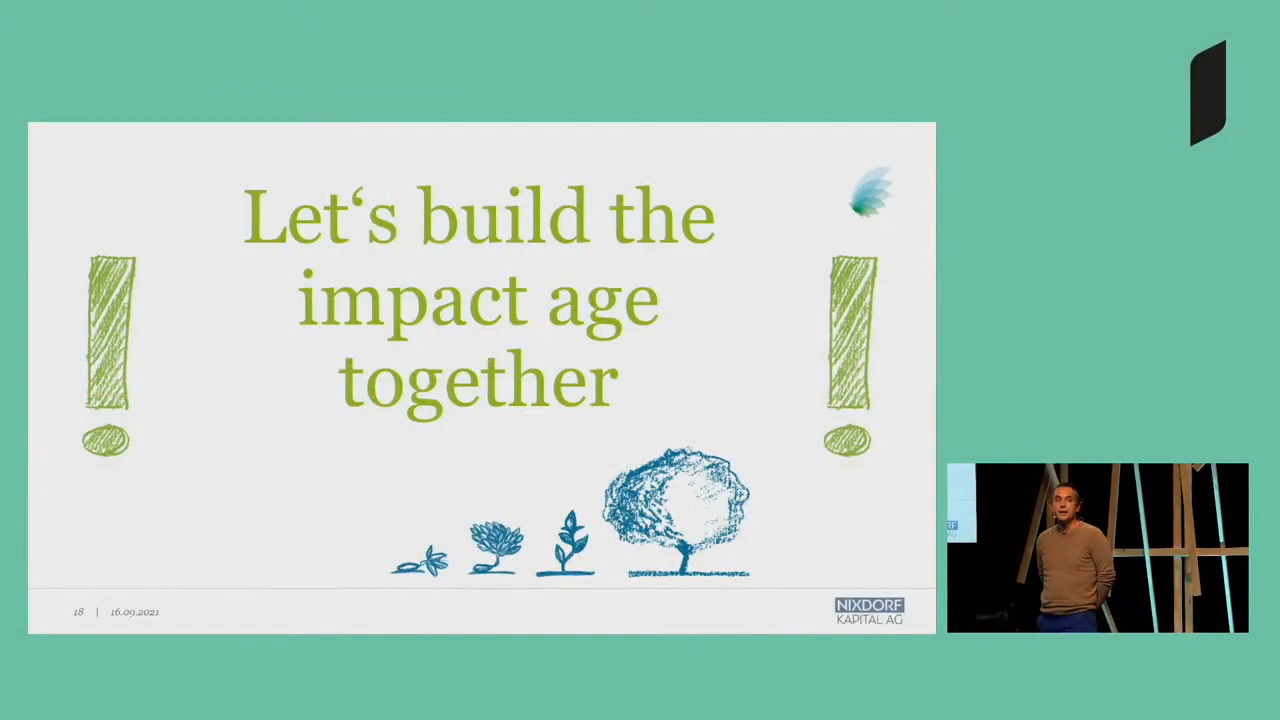 Let‘s build the
impact age
together
18 | 16.09.2021
NIXDORF
KAPITAL AG